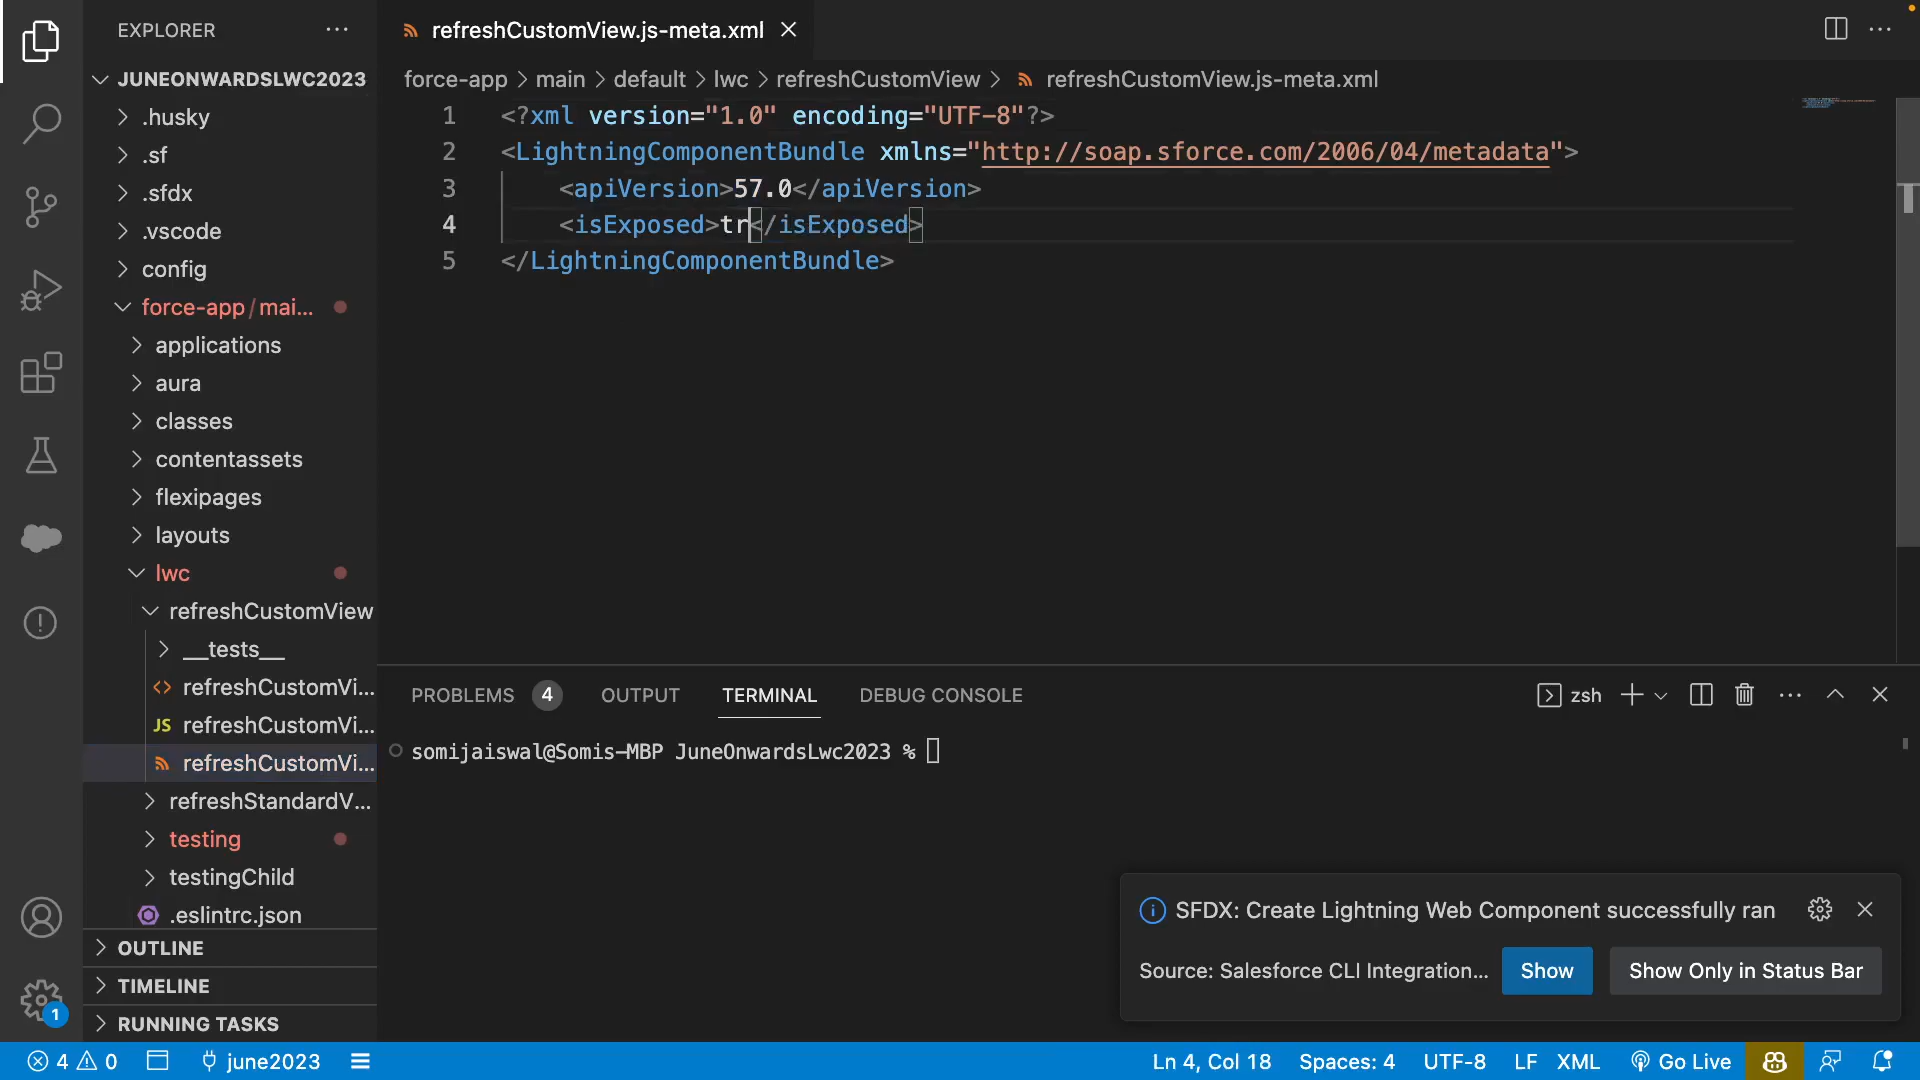 EXPLORER
JUNEONWARDSLWC2023
.husky
.sf
.sfdx
.vscode
config
force-app/mai...
applications
aura
classes
contentassets
flexipages
layouts
lwc
refreshCustomView
__tests__
refreshCustomVi...
JS refreshCustomVi...
refreshCustomVi...
refreshStandardV...
testing
testingChild
.eslintrc.json
OUTLINE
TIMELINE
RUNNING TASKS
1
refreshCustomView.js-meta.xml
force-app > main > default > lwc > refreshCustomView > refreshCustomView.js-meta.xml
1 <?xml version="1.0" encoding="UTF-8"?>
2 <LightningComponentBundle xmlns="http://soap.sforce.com/2006/04/metadata">
3 <apiVersion>57.0</apiVersion>
4 <isExposed>tr</isExposed>
5 </LightningComponentBundle>
PROBLEMS 4 OUTPUT TERMINAL DEBUG CONSOLE zsh
somijaiswal@Somis-MBP JuneOnwardsLwc2023 %
SFDX: Create Lightning Web Component successfully ran
Source: Salesforce CLI Integration... Show Show Only in Status Bar
4 0 june2023 Ln 4, Col 18 Spaces: 4 UTF-8 LF XML Go Live